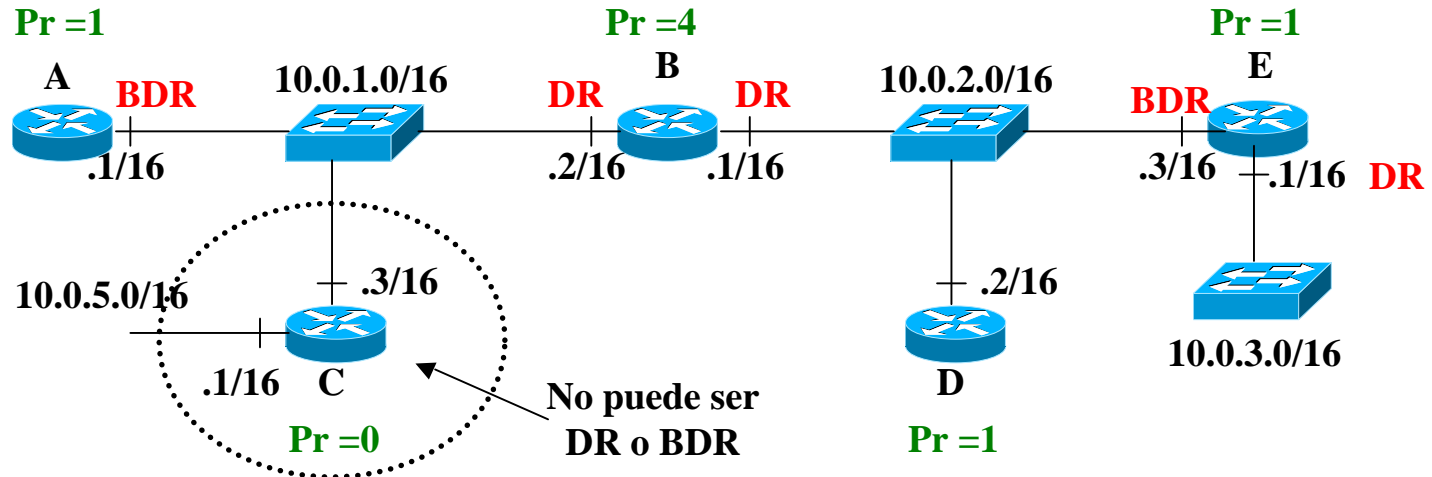 Pr =1
Pr =4
Pr =1
A
B
E
10.0.1.0/16
10.0.2.0/16
BDR
DR
DR
BDR
.1/16
.2/16
.1/16
.3/16
.1/16
DR
10.0.5.0/16
.3/16
.2/16
.1/16
C
D
10.0.3.0/16
No puede ser
DR o BDR
Pr =0
Pr =1